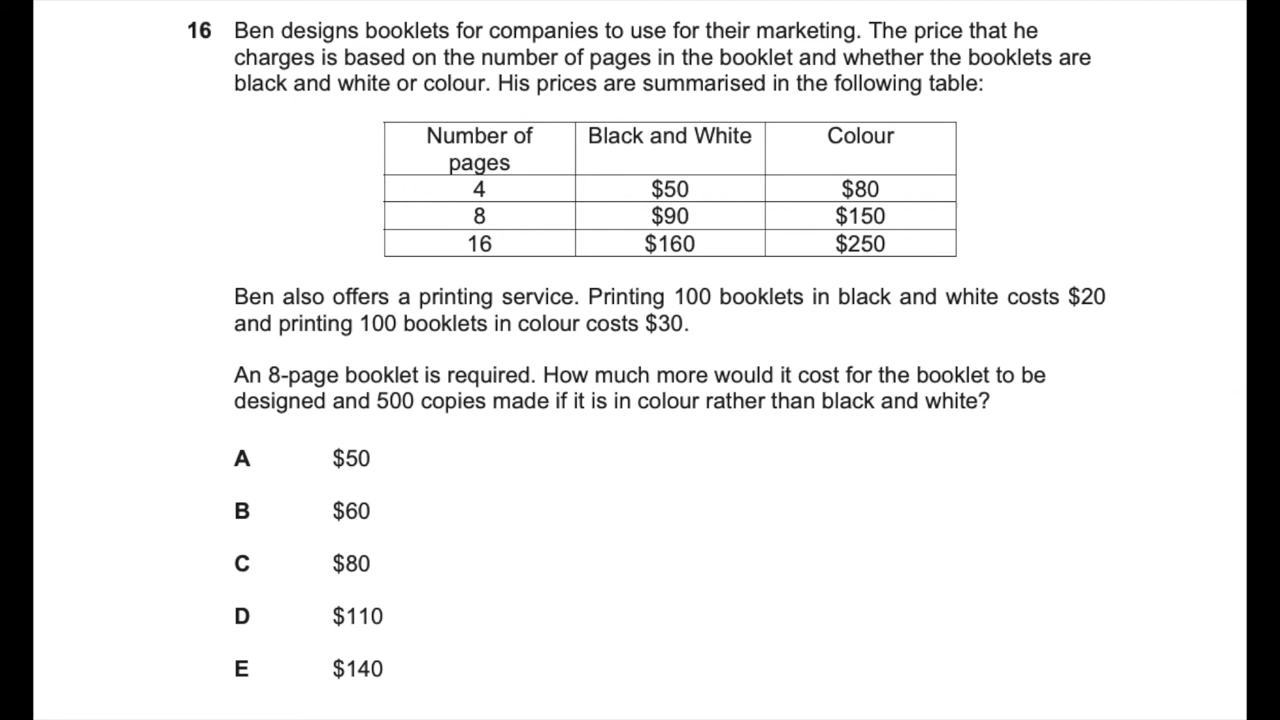 16 Ben designs booklets for companies to use for their marketing. The price that he
charges is based on the number of pages in the booklet and whether the booklets are
black and white or colour. His prices are summarised in the following table:
Number of pages Black and White Colour
4 $50 $80
8 $90 $150
16 $160 $250
Ben also offers a printing service. Printing 100 booklets in black and white costs $20
and printing 100 booklets in colour costs $30.
An 8-page booklet is required. How much more would it cost for the booklet to be
designed and 500 copies made if it is in colour rather than black and white?
A $50
B $60
C $80
D $110
E $140